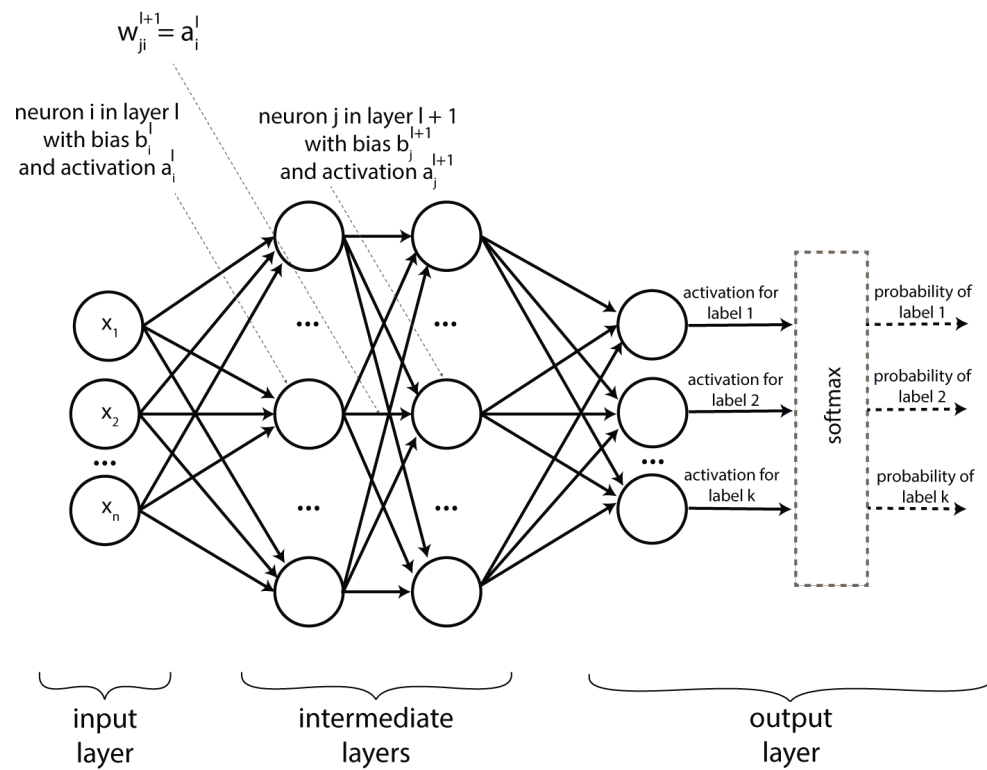 w_{ji}^{l+1} = a_i^l
neuron i in layer l
with bias b_i^l
and activation a_i^l
neuron j in layer l + 1
with bias b_j^{l+1}
and activation a_j^{l+1}
x_1
...
...
x_2
...
x_n
...
...
activation for
label 1
activation for
label 2
...
activation for
label k
softmax
probability of
label 1
probability of
label 2
probability of
label k
input
layer
intermediate
layers
output
layer